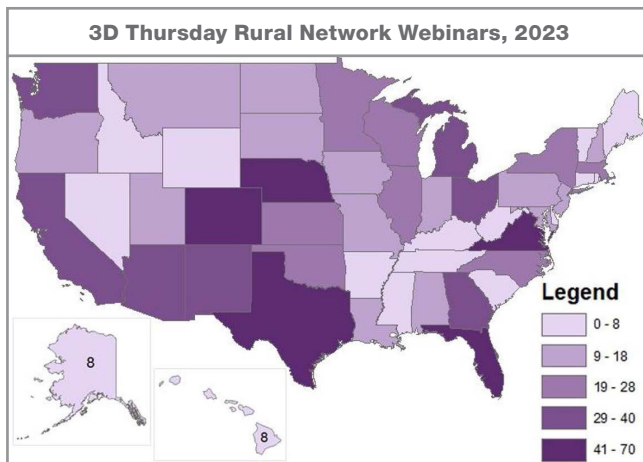 3D Thursday Rural Network Webinars, 2023
Legend
0 - 8
9 - 18
19 - 28
29 - 40
41 - 70
8
8